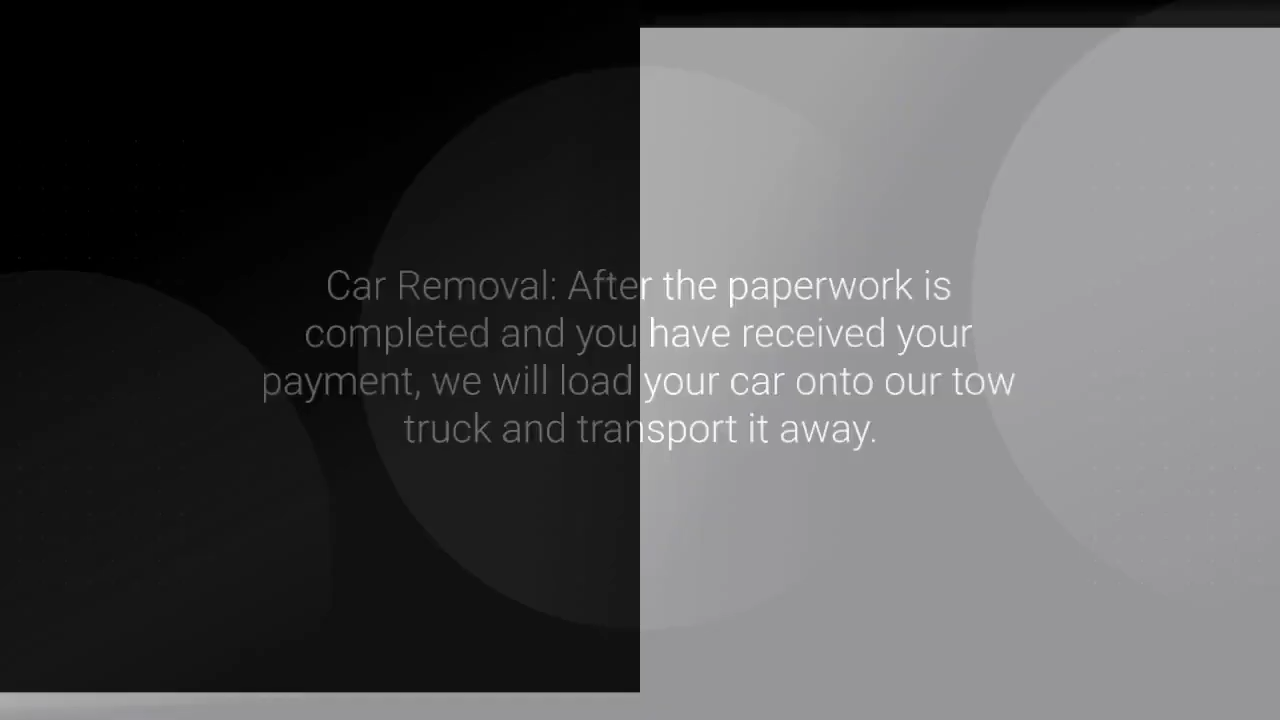 Car Removal: After the paperwork is
completed and you have received your
payment, we will load your car onto our tow
truck and transport it away.